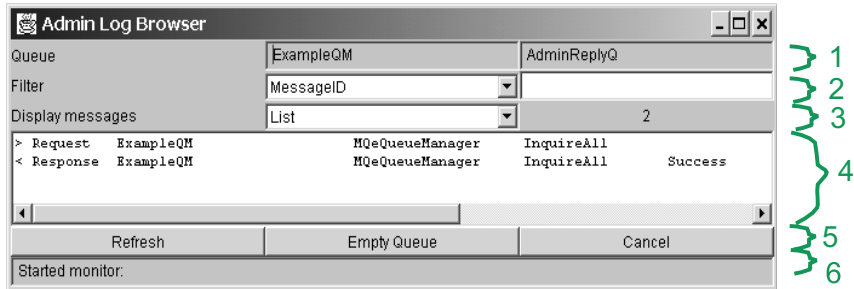 Admin Log Browser
Queue ExampleQM AdminReplyQ 1
Filter MessageID 2
Display messages List 2 3
> Request ExampleQM MQeQueueManager InquireAll
< Response ExampleQM MQeQueueManager InquireAll Success
4
Refresh Empty Queue Cancel 5
Started monitor: 6